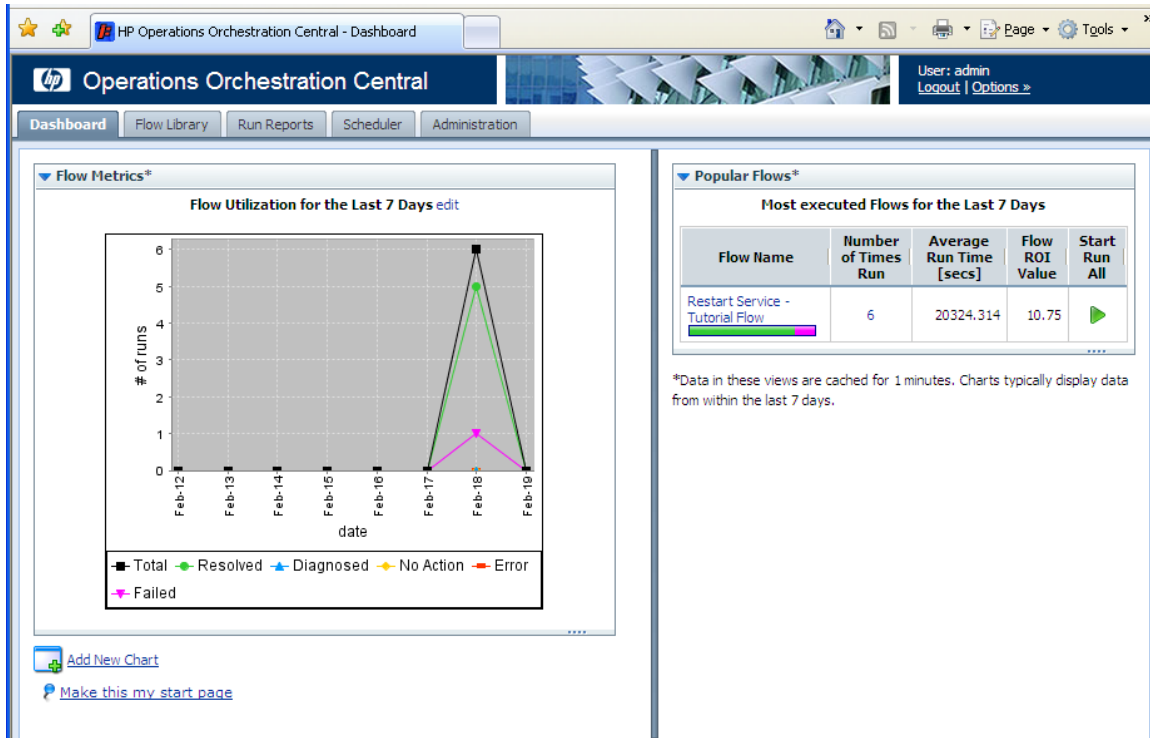 HP Operations Orchestration Central - Dashboard
Page
Tools
»
hp
Operations Orchestration Central
User: admin
Logout | Options »
Dashboard
Flow Library
Run Reports
Scheduler
Administration
Flow Metrics*
Flow Utilization for the Last 7 Days edit
# of runs
6
5
4
3
2
1
0
Feb-12
Feb-13
Feb-14
Feb-15
Feb-16
Feb-17
Feb-18
Feb-19
date
Total Resolved Diagnosed No Action Error
Failed
Add New Chart
Make this my start page
Popular Flows*
Most executed Flows for the Last 7 Days
Flow Name
Number
of Times
Run
Average
Run Time
[secs]
Flow
ROI
Value
Start
Run
All
Restart Service -
Tutorial Flow
6
20324.314
10.75
*Data in these views are cached for 1 minutes. Charts typically display data
from within the last 7 days.